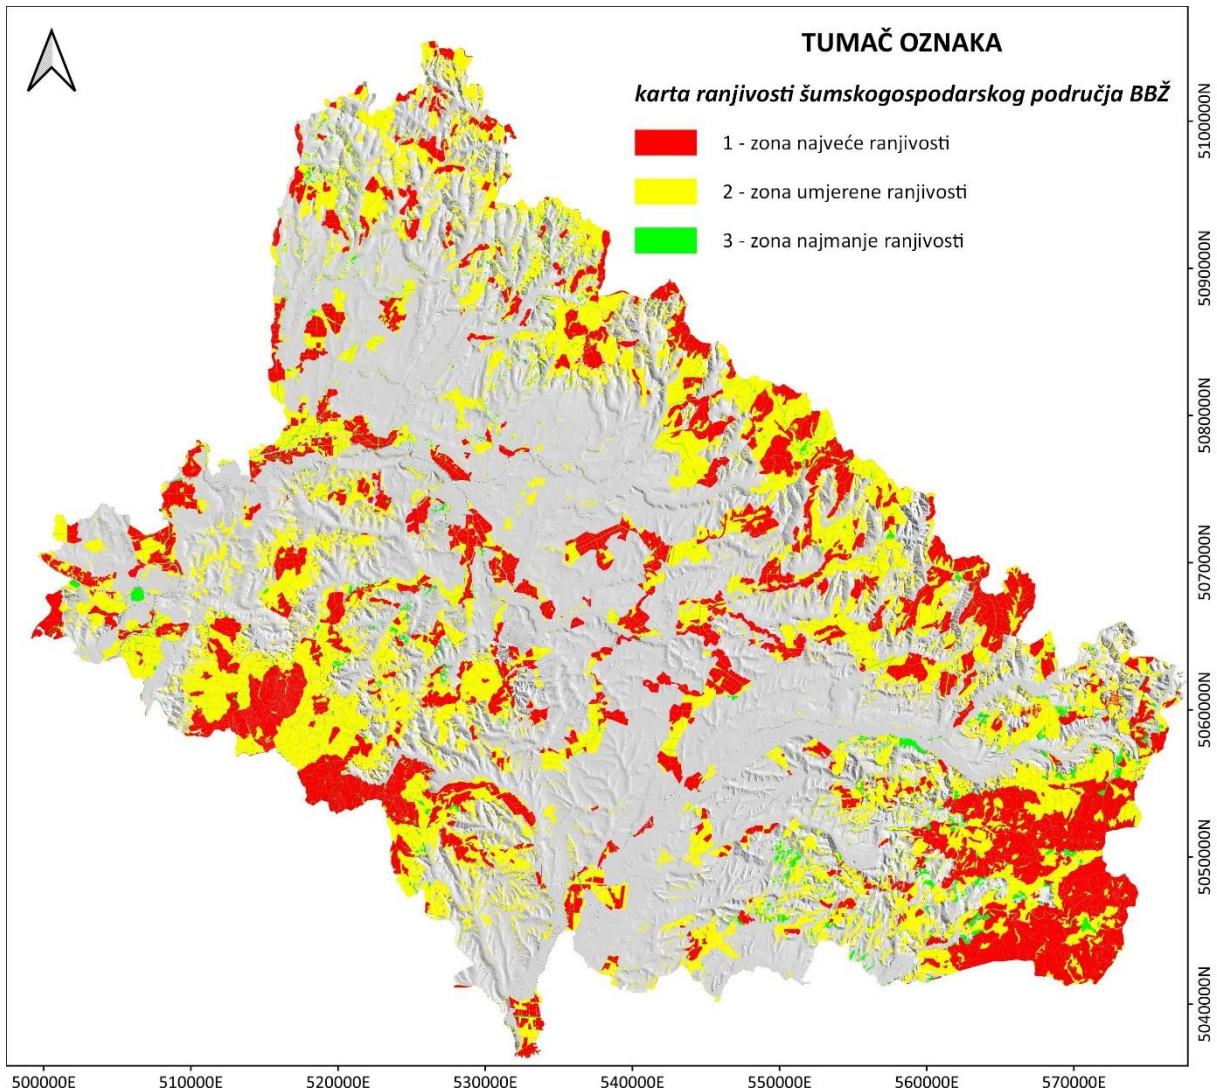 TUMAČ OZNAKA
karta ranjivosti šumskogospodarskog područja BBŽ
1 - zona najveće ranjivosti
2 - zona umjerene ranjivosti
3 - zona najmanje ranjivosti
5100000N
5090000N
5080000N
5070000N
5060000N
5050000N
5040000N
500000E 510000E 520000E 530000E 540000E 550000E 560000E 570000E